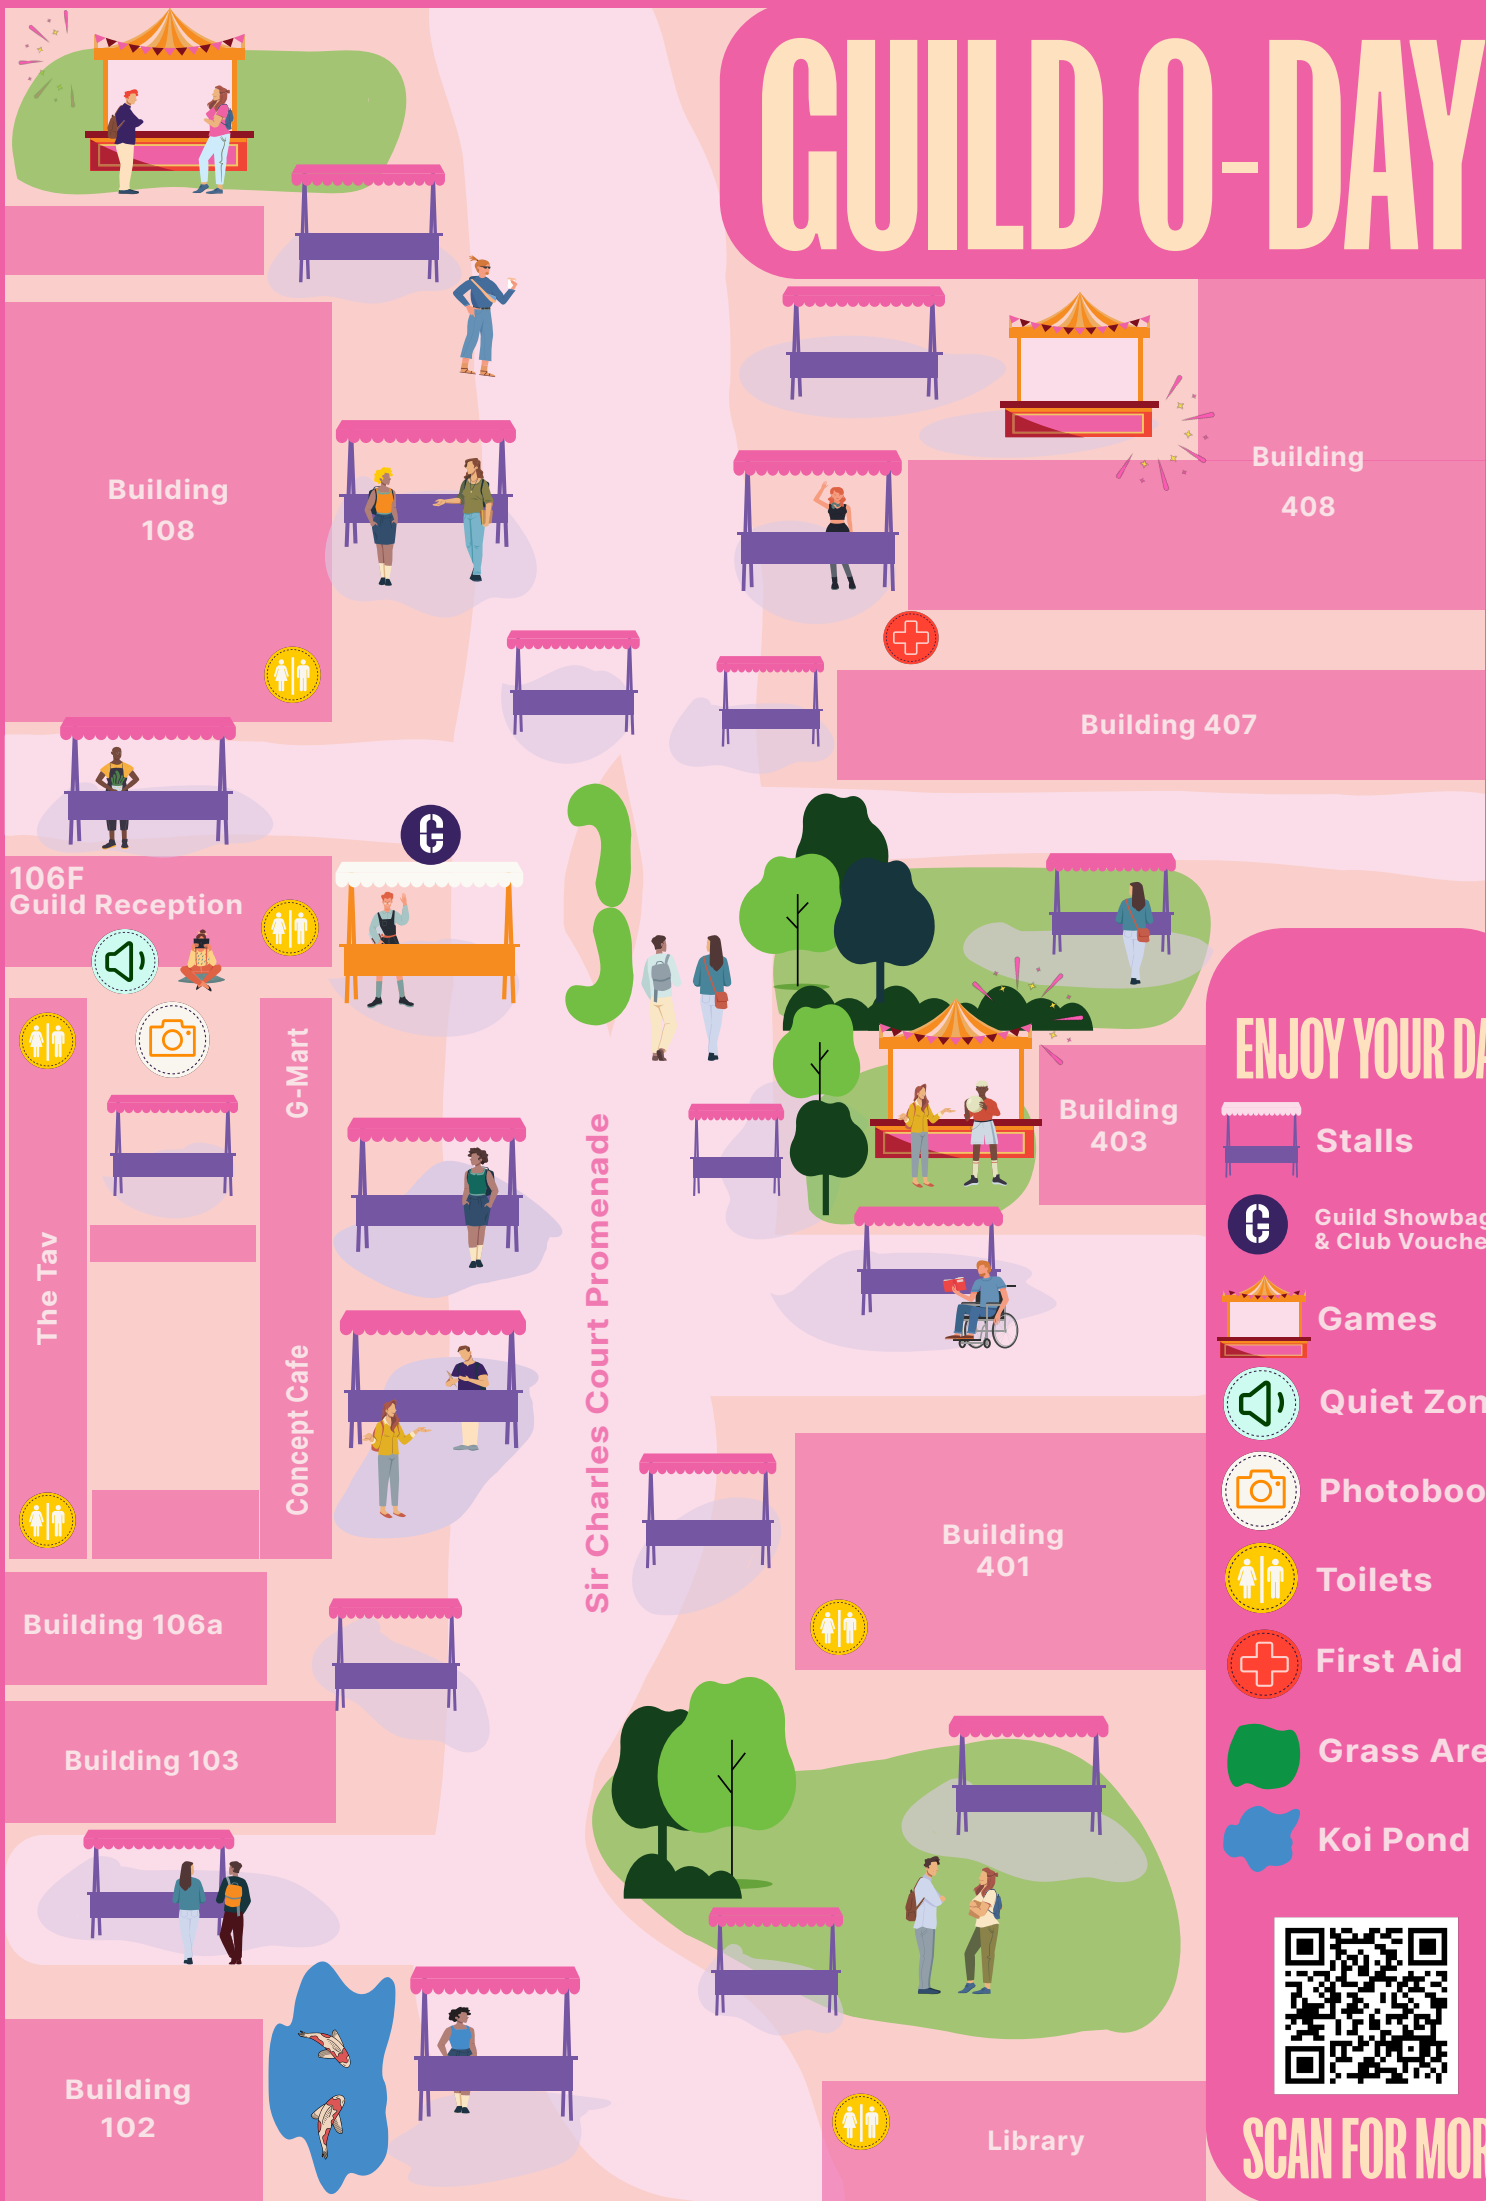 GUILD O-DAY
Building
108
Building
408
Building 407
106F
Guild Reception
G
G-Mart
The Tav
Concept Cafe
Sir Charles Court Promenade
Building
403
Building
401
Building 106a
Building 103
Building
102
Library
ENJOY YOUR DA
Stalls
G
Guild Showbag
& Club Vouche
Games
Quiet Zon
Photoboo
Toilets
First Aid
Grass Are
Koi Pond
SCAN FOR MOR